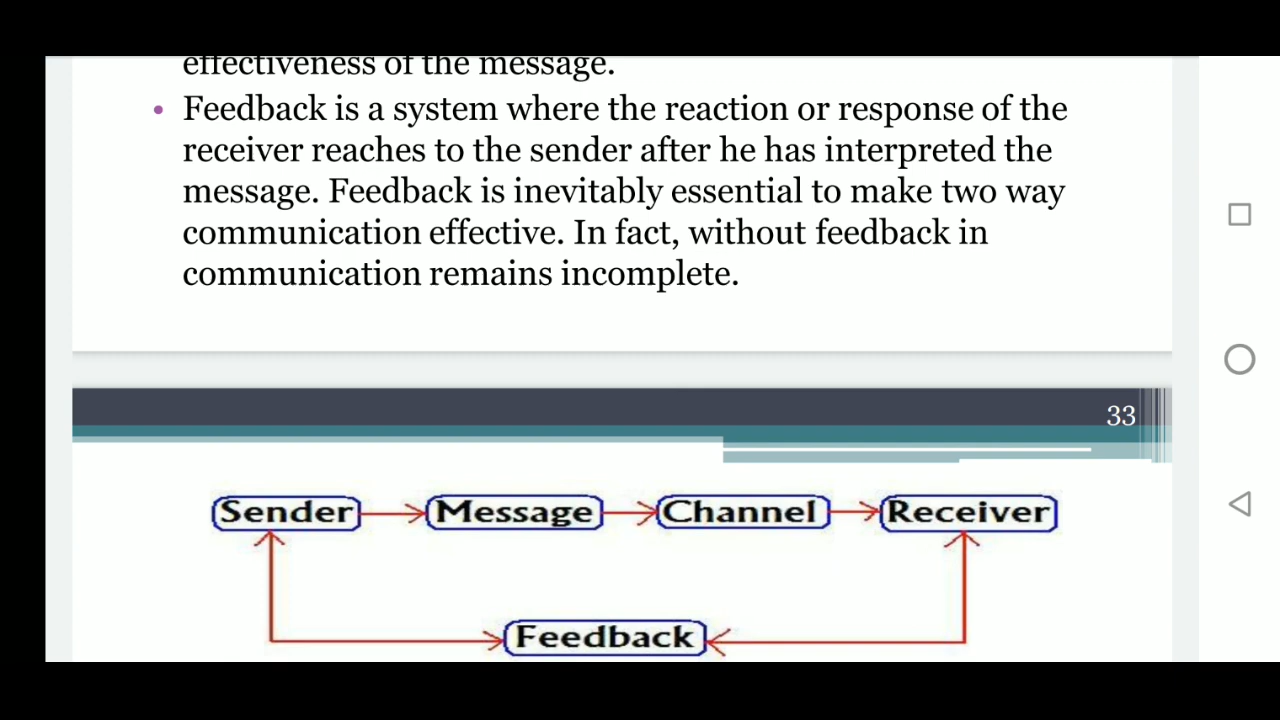 effectiveness of the message.
• Feedback is a system where the reaction or response of the
receiver reaches to the sender after he has interpreted the
message. Feedback is inevitably essential to make two way
communication effective. In fact, without feedback in
communication remains incomplete.
33
Sender Message Channel Receiver
Feedback